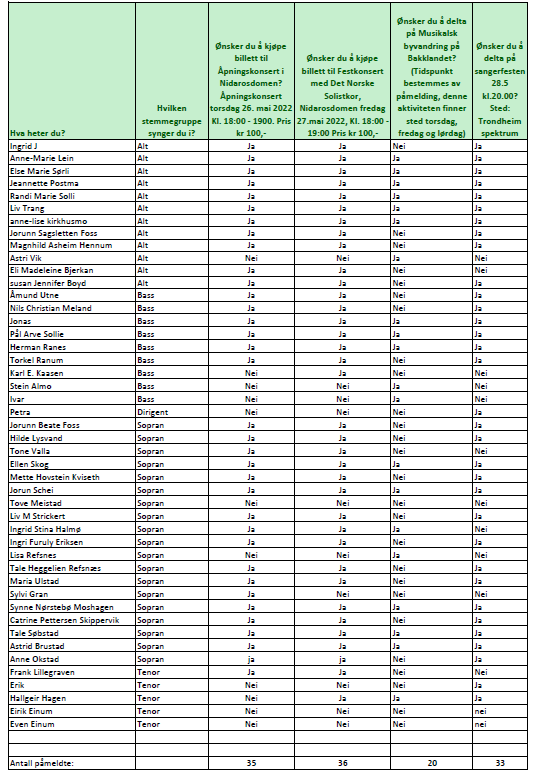 Hva heter du?
Hvilken
stemmegruppe
synger du i?
Ønsker du å kjøpe
billett til
Åpningskonsert i
Nidarosdomen?
Åpningskonsert
torsdag 26. mai 2022
Kl. 18:00 - 1900. Pris
kr 100,-
Ønsker du å kjøpe
billett til Festkonsert
med Det Norske
Solistkor,
Nidarosdomen fredag
27.mai 2022, Kl. 18:00 -
19:00 Pris kr 100,-
Ønsker du å delta
på Musikalsk
byvandring på
Bakklandet?
(Tidspunkt
bestemmes av
påmelding, denne
aktiviteten finner
sted torsdag,
fredag og lørdag)
Ønsker du å
delta på
sangerfesten
28.5
kl.20.00?
Sted:
Trondheim
spektrum
Ingrid J Alt Ja Ja Nei Ja
Anne-Marie Lein Alt Ja Ja Ja Ja
Else Marie Sørli Alt Ja Ja Ja Ja
Jeannette Postma Alt Ja Ja Ja Ja
Randi Marie Solli Alt Ja Ja Ja Ja
Liv Trang Alt Ja Ja Ja Ja
anne-lise kirkhusmo Alt Ja Ja Ja Ja
Jorunn Sagsletten Foss Alt Ja Ja Nei Ja
Magnhild Asheim Hennum Alt Ja Ja Nei Ja
Astri Vik Alt Nei Nei Ja Nei
Eli Madeleine Bjerkan Alt Ja Ja Nei Nei
susan Jennifer Boyd Alt Ja Ja Nei Ja
Åmund Utne Bass Ja Ja Nei Ja
Nils Christian Meland Bass Ja Ja Nei Ja
Jonas Bass Ja Ja Ja Ja
Pål Arve Sollie Bass Ja Ja Ja Ja
Herman Ranes Bass Ja Ja Ja Ja
Torkel Ranum Bass Ja Ja Nei Ja
Karl E. Kaasen Bass Nei Ja Nei Nei
Stein Almo Bass Nei Nei Ja Nei
Ivar Bass Nei Nei Ja Nei
Petra Dirigent Nei Nei Nei Ja
Jorunn Beate Foss Sopran Ja Ja Nei Ja
Hilde Lysvand Sopran Ja Ja Nei Ja
Tone Valla Sopran Ja Ja Nei Nei
Ellen Skog Sopran Ja Ja Ja Ja
Mette Hovstein Kviseth Sopran Ja Ja Nei Ja
Jorun Schei Sopran Ja Ja Ja Ja
Tove Meistad Sopran Nei Nei Nei Nei
Liv M Strickert Sopran Ja Ja Nei Ja
Ingrid Stina Halmø Sopran Ja Ja Ja Nei
Ingri Furuly Eriksen Sopran Ja Ja Nei Ja
Lisa Refsnes Sopran Nei Nei Ja Nei
Tale Heggelien Refsnæs Sopran Ja Ja Nei Ja
Maria Ulstad Sopran Ja Ja Nei Ja
Sylvi Gran Sopran Ja Nei Nei Nei
Synne Nørstebø Moshagen Sopran Ja Ja Ja Ja
Catrine Pettersen Skippervik Sopran Ja Ja Nei Ja
Tale Søbstad Sopran Ja Ja Ja Ja
Astrid Brustad Sopran Ja Ja Ja Ja
Anne Okstad Sopran ja ja Nei Ja
Frank Lillegraven Tenor Ja Ja Nei Nei
Erik Tenor Nei Nei Nei Ja
Hallgeir Hagen Tenor Nei Ja Ja Ja
Eirik Einum Tenor Nei Nei Nei nei
Even Einum Tenor Nei Nei Nei nei
Antall påmeldte: 35 36 20 33